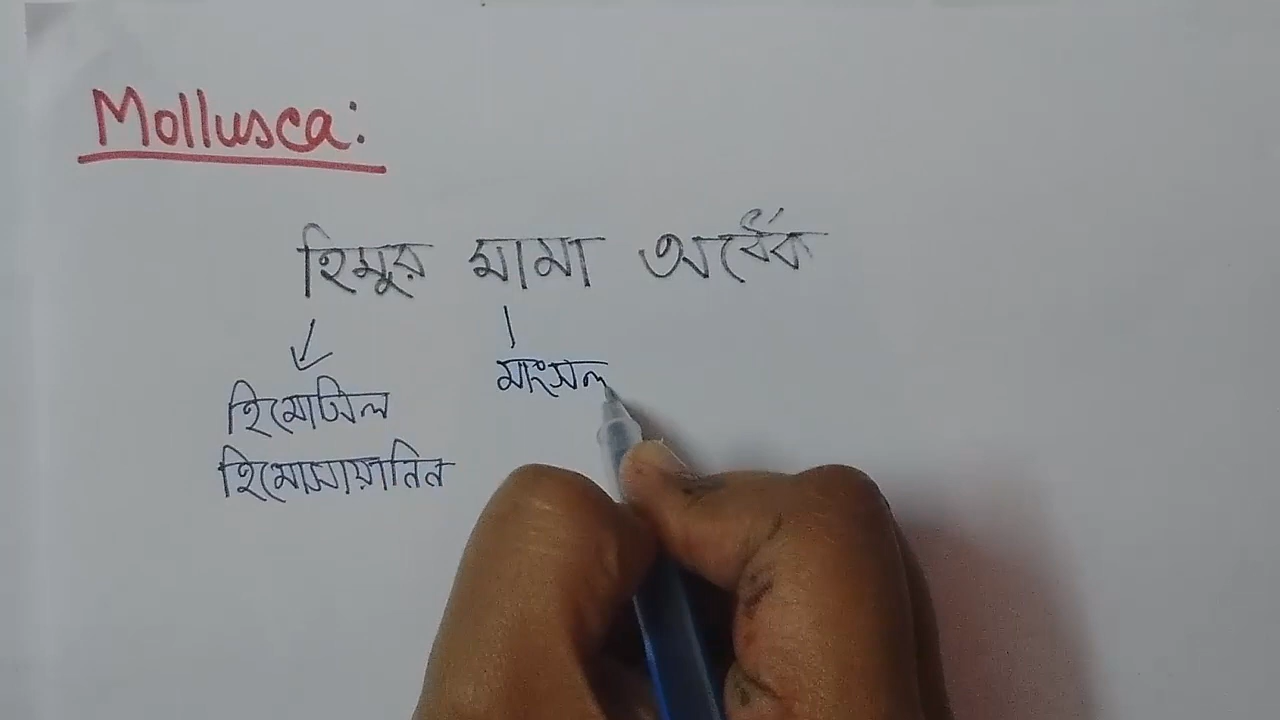 Mollusca:
হিমুর মামা অর্ধেক
মাংসল
হিমোসিল
হিমোসায়ানিন